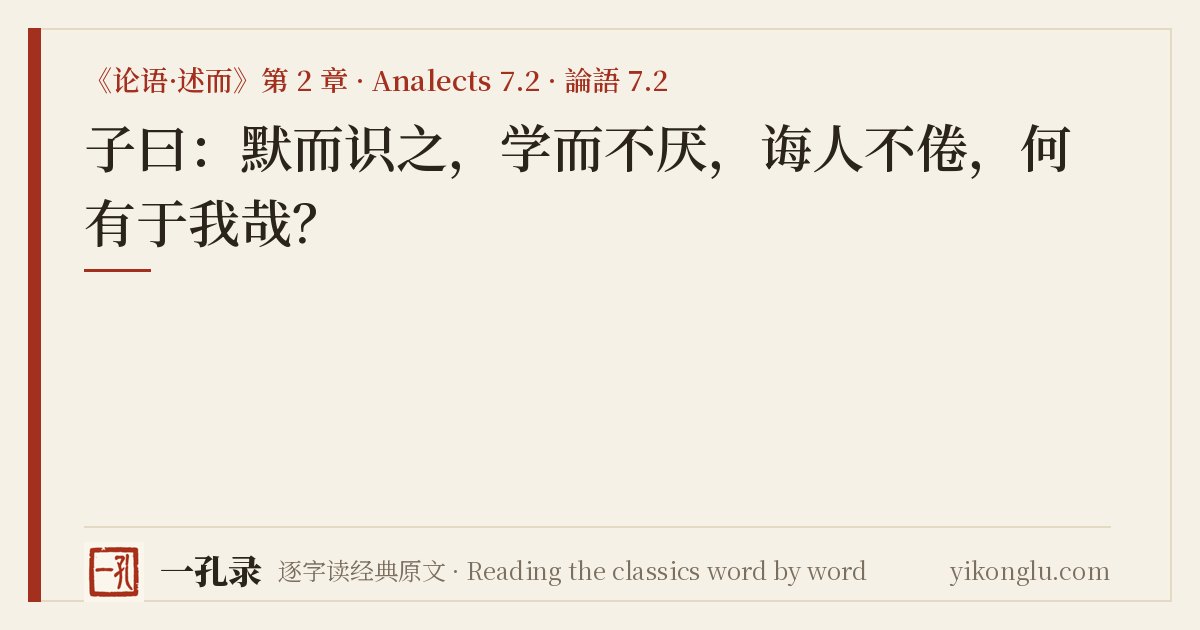 《论语·述而》第 2 章 · Analects 7.2 · 論語 7.2
子曰：默而识之，学而不厌，诲人不倦，何
有于我哉？
一孔
一孔录 逐字读经典原文 · Reading the classics word by word yikonglu.com